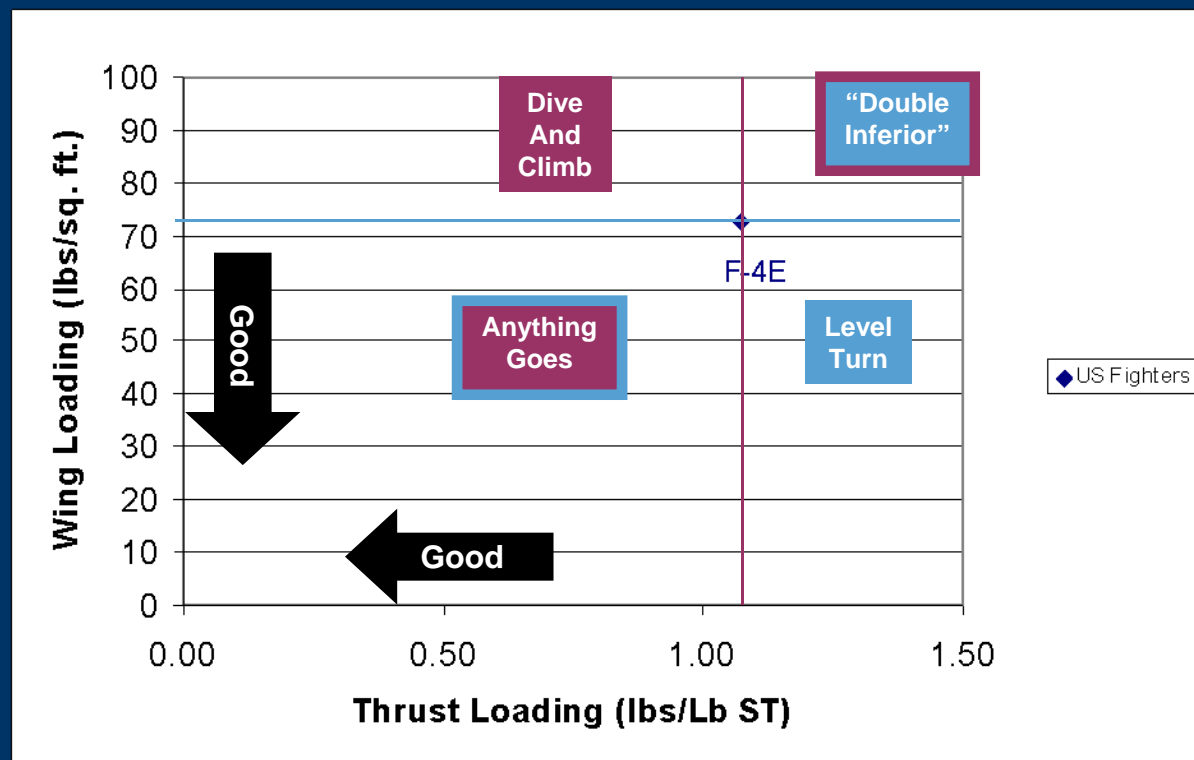 100
90
80
70
60
50
40
30
20
10
0
Wing Loading (lbs/sq. ft.)
Dive
And
Climb
“Double
Inferior”
F-4E
Good
Anything
Goes
Level
Turn
US Fighters
Good
0.00
0.50
1.00
1.50
Thrust Loading (lbs/Lb ST)